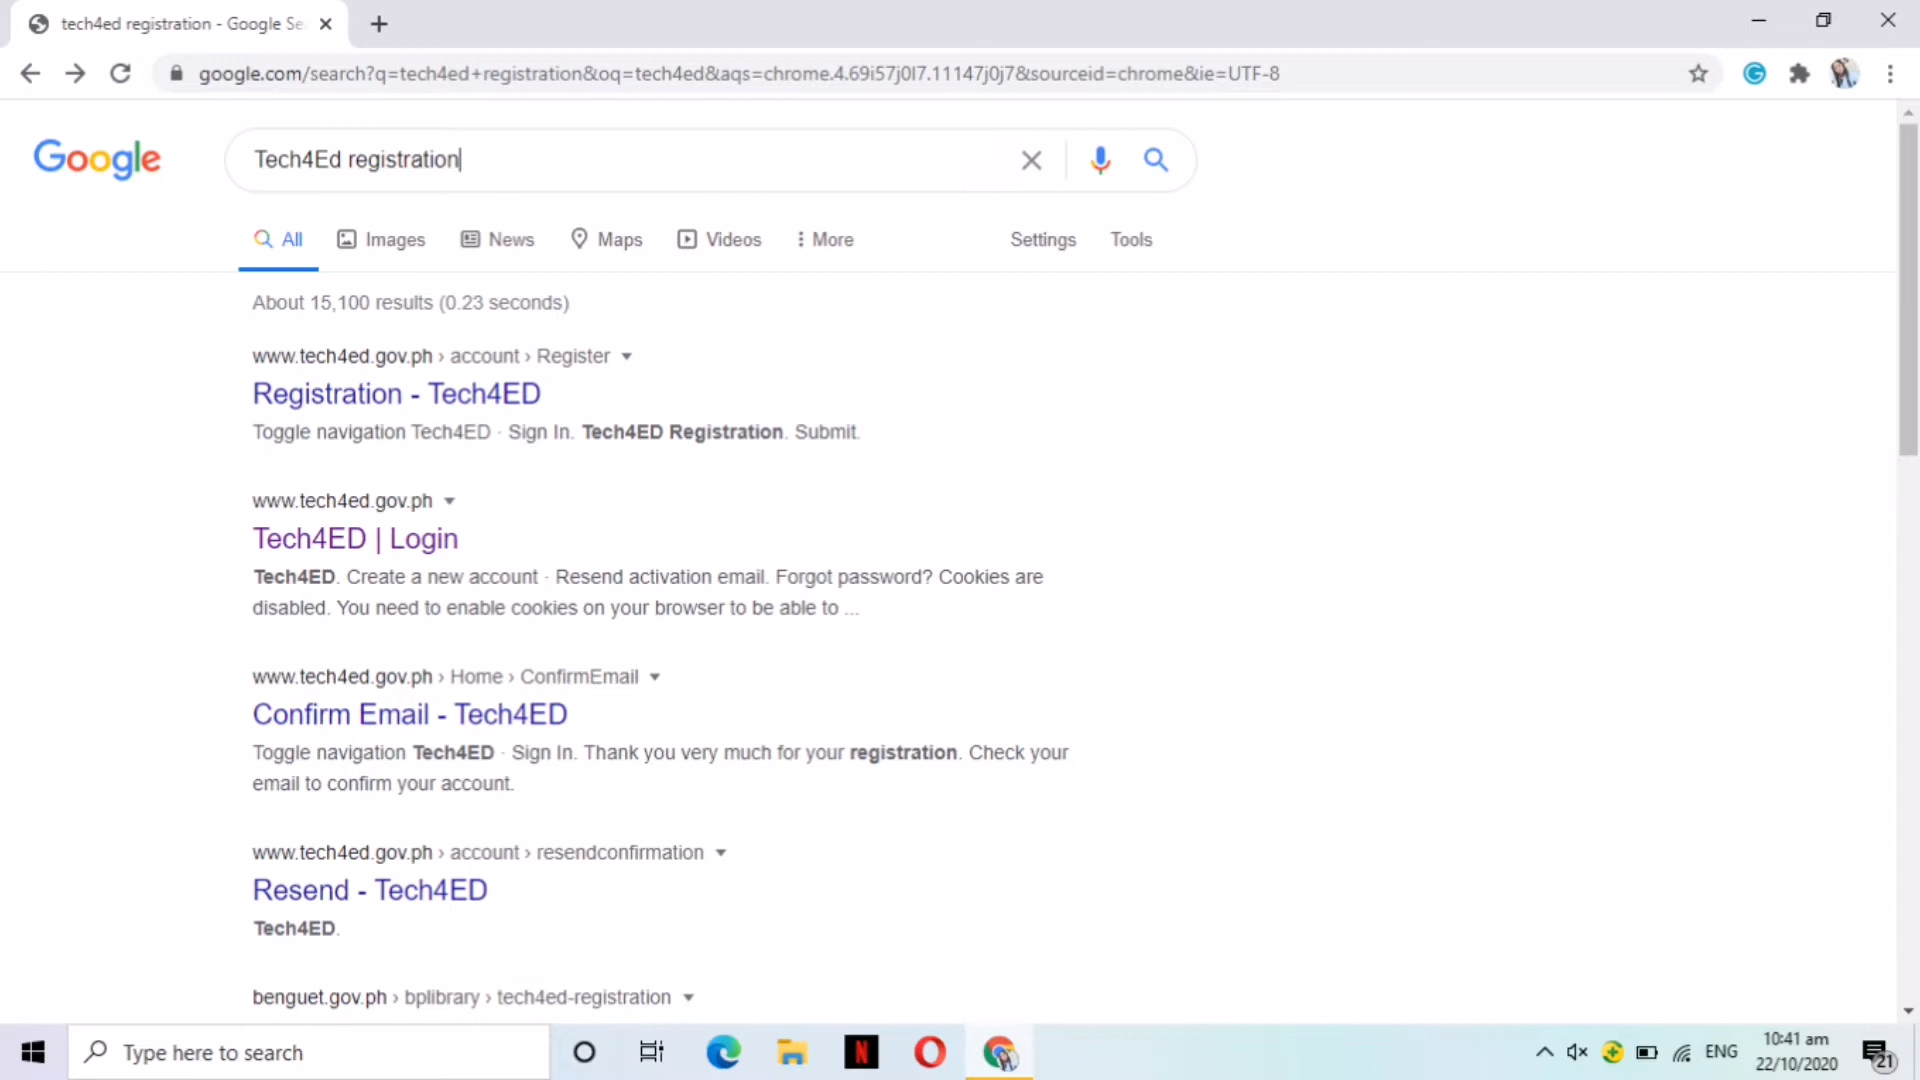 tech4ed registration - Google Se
google.com/search?q=tech4ed+registration&oq=tech4ed&aqs=chrome.4.69i57j0l7.11147j0j7&sourceid=chrome&ie=UTF-8
Google
Tech4Ed registration
All Images News Maps Videos More Settings Tools
About 15,100 results (0.23 seconds)
www.tech4ed.gov.ph › account › Register
Registration - Tech4ED
Toggle navigation Tech4ED · Sign In. Tech4ED Registration. Submit.
www.tech4ed.gov.ph
Tech4ED | Login
Tech4ED. Create a new account · Resend activation email. Forgot password? Cookies are
disabled. You need to enable cookies on your browser to be able to ...
www.tech4ed.gov.ph › Home › ConfirmEmail
Confirm Email - Tech4ED
Toggle navigation Tech4ED · Sign In. Thank you very much for your registration. Check your
email to confirm your account.
www.tech4ed.gov.ph › account › resendconfirmation
Resend - Tech4ED
Tech4ED.
benguet.gov.ph › bplibrary › tech4ed-registration
Type here to search
N
ENG
10:41 am
22/10/2020
21